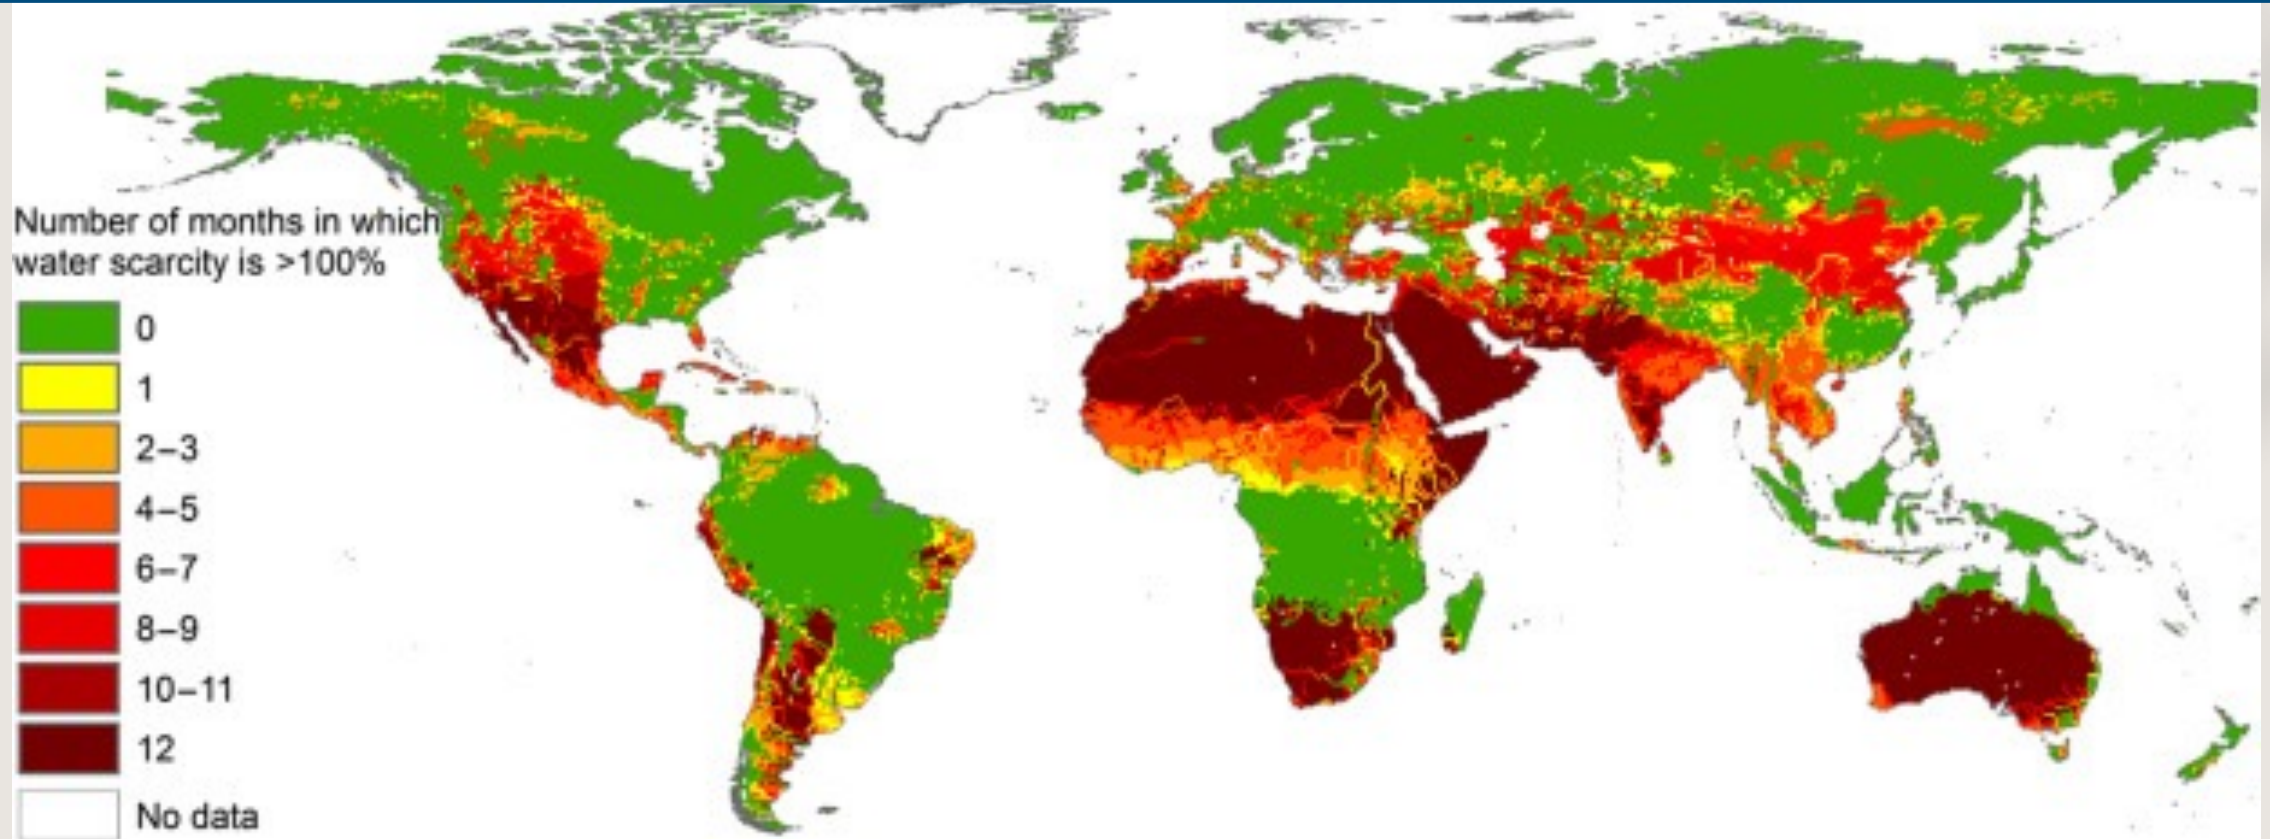 Number of months in which
water scarcity is >100%
0
1
2–3
4–5
6–7
8–9
10–11
12
No data